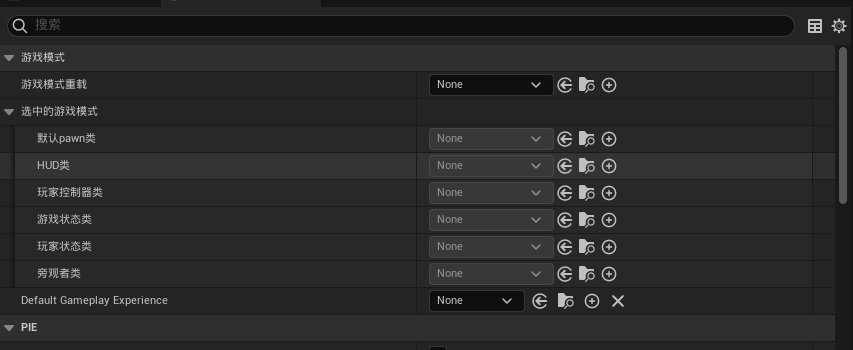 搜索
游戏模式
游戏模式重载 None
选中的游戏模式
默认pawn类 None
HUD类 None
玩家控制器类 None
游戏状态类 None
玩家状态类 None
旁观者类 None
Default Gameplay Experience None
PIE